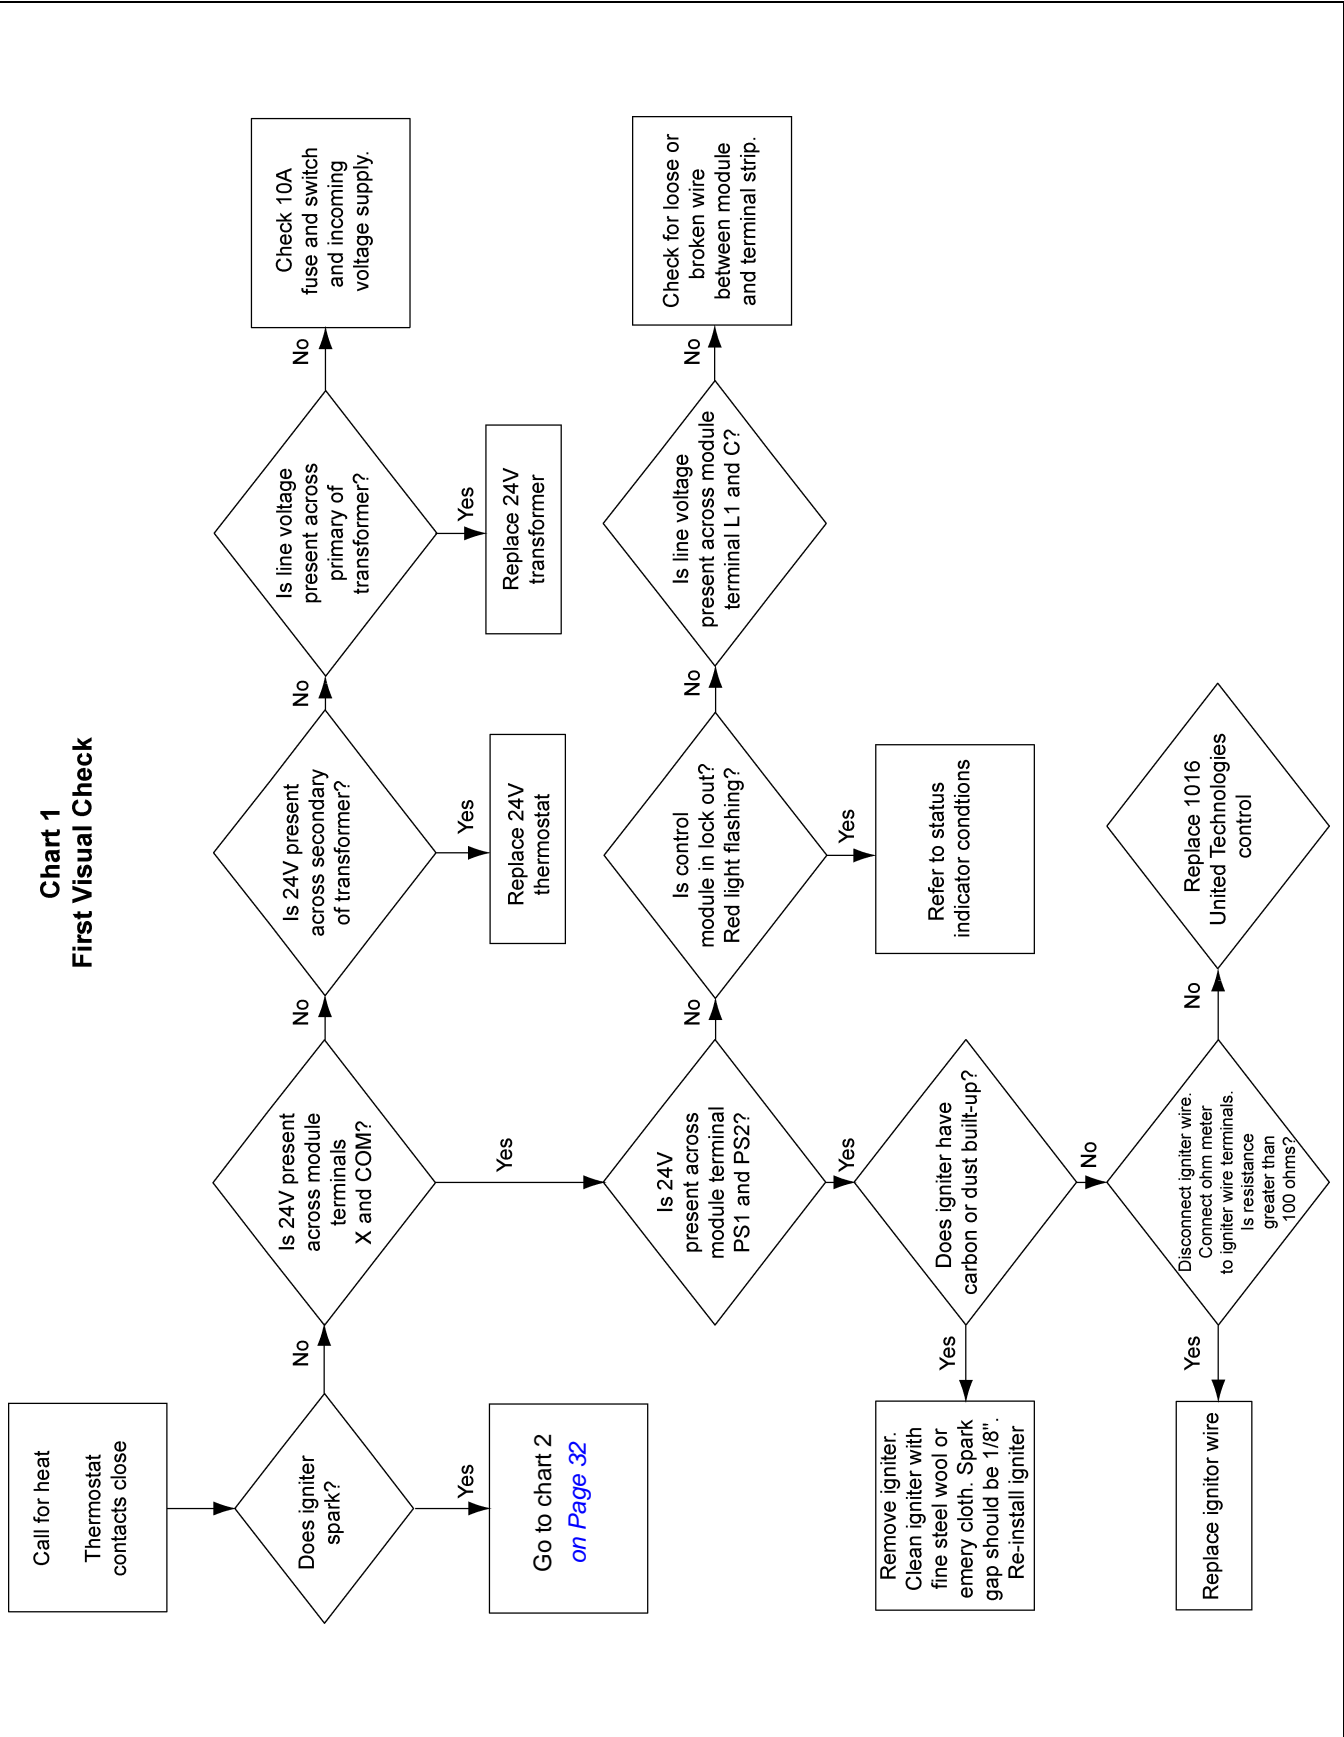 Chart 1
First Visual Check
Call for heat
Thermostat
contacts close
Does igniter
spark?
No
Yes
Go to chart 2
on Page 32
Is 24V present
across module
terminals
X and COM?
No
Yes
Is 24V present
across secondary
of transformer?
No
Yes
Replace 24V
thermostat
Is line voltage
present across
primary of
transformer?
No
Yes
Replace 24V
transformer
Check 10A
fuse and switch
and incoming
voltage supply.
Is 24V
present across
module terminal
PS1 and PS2?
No
Yes
Is control
module in lock out?
Red light flashing?
No
Yes
Refer to status
indicator condtions
Is line voltage
present across module
terminal L1 and C?
No
Check for loose or
broken wire
between module
and terminal strip.
Does igniter have
carbon or dust built-up?
Yes
No
Remove igniter.
Clean igniter with
fine steel wool or
emery cloth. Spark
gap should be 1/8".
Re-install igniter
Disconnect igniter wire.
Connect ohm meter
to igniter wire terminals.
Is resistance
greater than
100 ohms?
Yes
No
Replace ignitor wire
Replace 1016
United Technologies
control